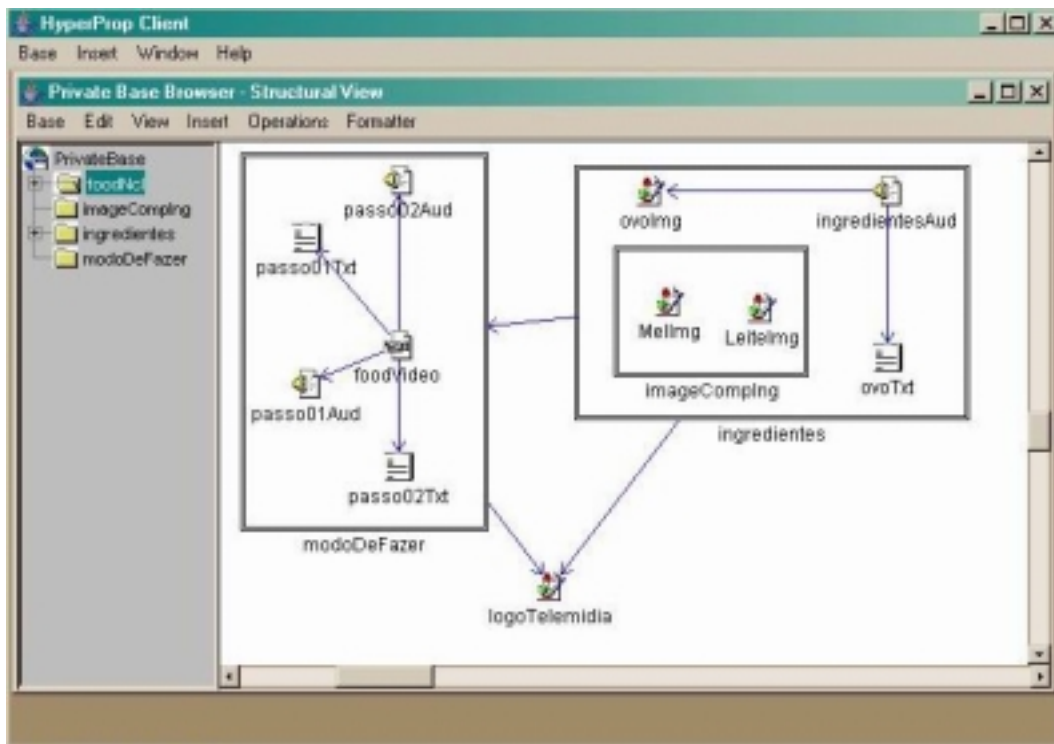 HyperProp Client
Base Insert Window Help
Private Base Browser - Structural View
Base Edit View Insert Operations Formatter
PrivateBase
foodNcl
imageCompIng
ingredientes
modoDeFazer
passo02Aud
passo01Txt
foodVideo
passo01Aud
passo02Txt
modoDeFazer
ovoImg
ingredientesAud
MelImg
LeiteImg
imageCompIng
ovoTxt
ingredientes
logoTelemidia